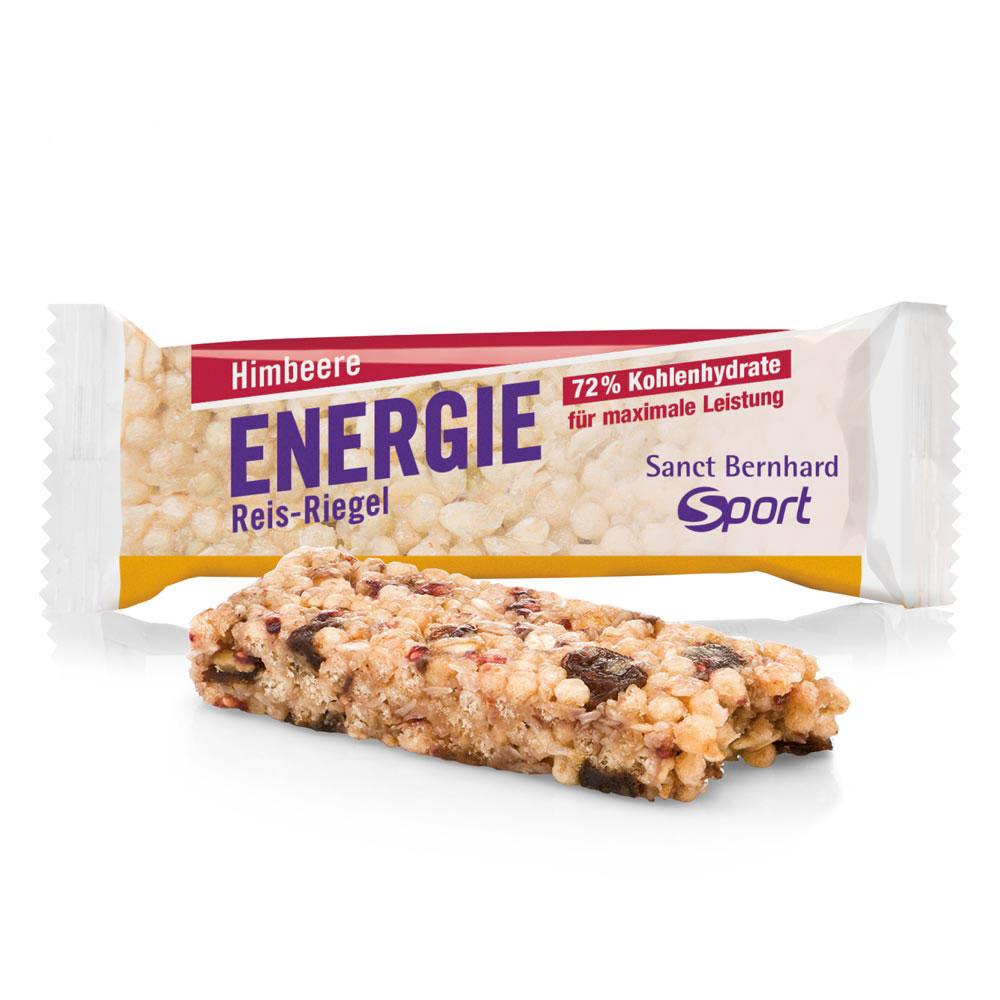 Himbeere
ENERGIE
Reis-Riegel
72% Kohlenhydrate
für maximale Leistung
Sanct Bernhard
Sport